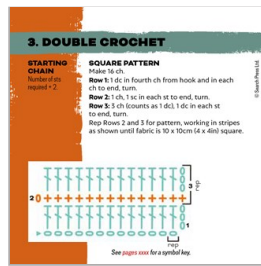 3. DOUBLE CROCHET
STARTING
CHAIN
Number of sts
required + 2.
SQUARE PATTERN
Make 16 ch.
Row 1: 1 dc in fourth ch from hook and in each
ch to end, turn.
Row 2: 1 ch, 1 sc in each st to end, turn.
Row 3: 3 ch (counts as 1 dc), 1 dc in each st
to end, turn.
Rep Rows 2 and 3 for pattern, working in stripes
as shown until fabric is 10 x 10cm (4 x 4in) square.
© Search Press Ltd.
3
rep
2
1
rep
See pages xxxx for a symbol key.